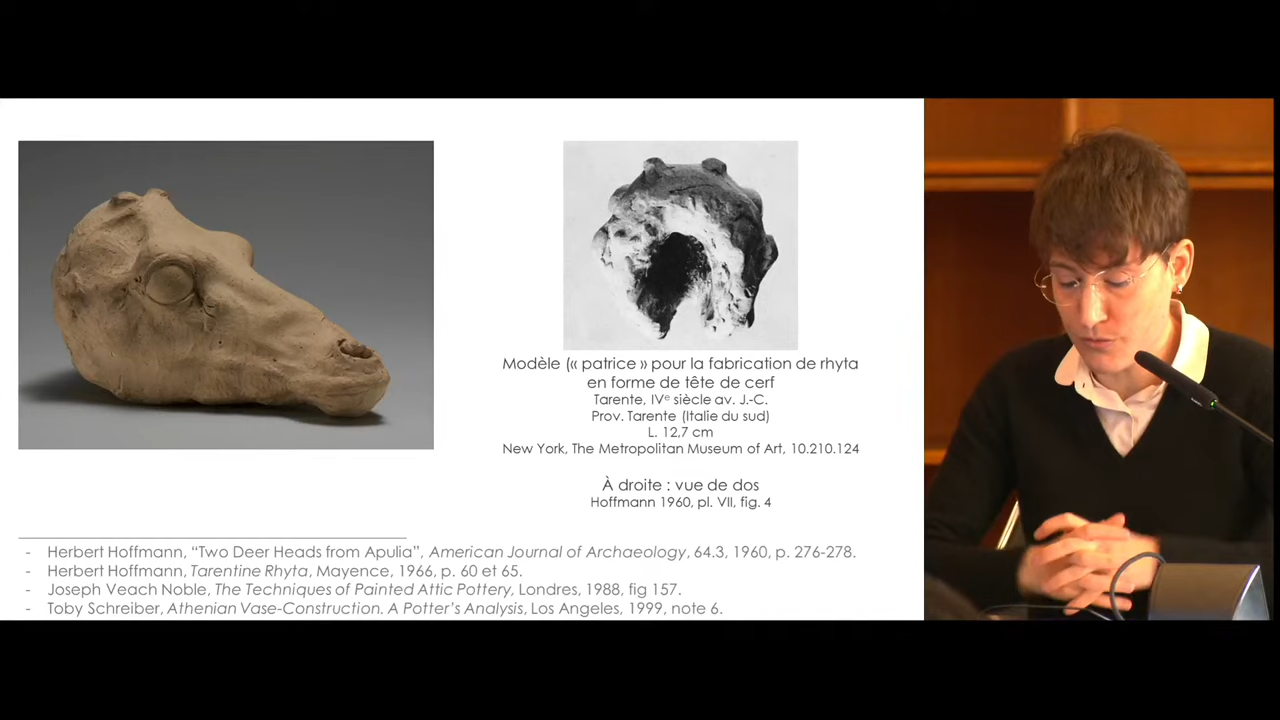 Modèle (« patrice » pour la fabrication de rhyta
en forme de tête de cerf
Tarente, IVᵉ siècle av. J.-C.
Prov. Tarente (Italie du sud)
L. 12,7 cm
New York, The Metropolitan Museum of Art, 10.210.124
À droite : vue de dos
Hoffmann 1960, pl. VII, fig. 4
- Herbert Hoffmann, “Two Deer Heads from Apulia”, American Journal of Archaeology, 64.3, 1960, p. 276-278.
- Herbert Hoffmann, Tarentine Rhyta, Mayence, 1966, p. 60 et 65.
- Joseph Veach Noble, The Techniques of Painted Attic Pottery, Londres, 1988, fig 157.
- Toby Schreiber, Athenian Vase-Construction. A Potter’s Analysis, Los Angeles, 1999, note 6.